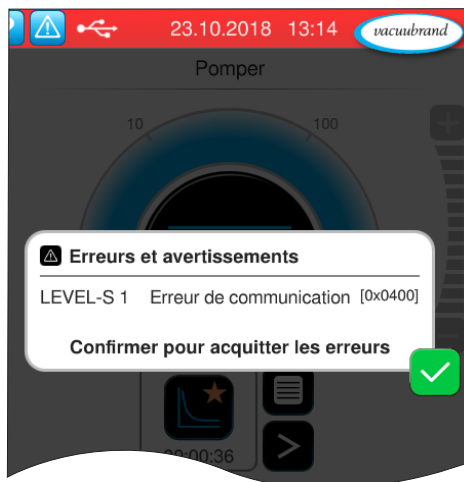 23.10.2018 13:14 vacuubrand
Pomper
10 100
Erreurs et avertissements
LEVEL-S 1 Erreur de communication [0x0400]
Confirmer pour acquitter les erreurs
:00:36